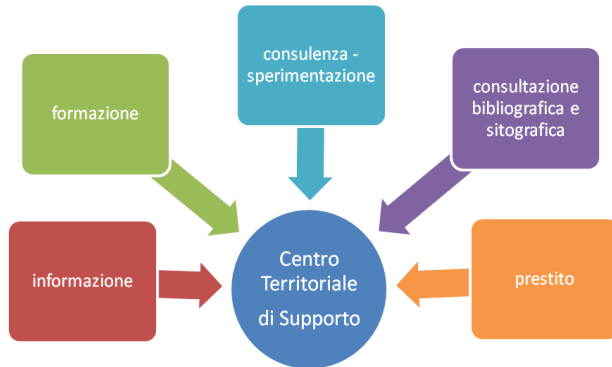 consulenza -
sperimentazione
formazione
consultazione
bibliografica e
sitografica
informazione
Centro
Territoriale
di Supporto
prestito